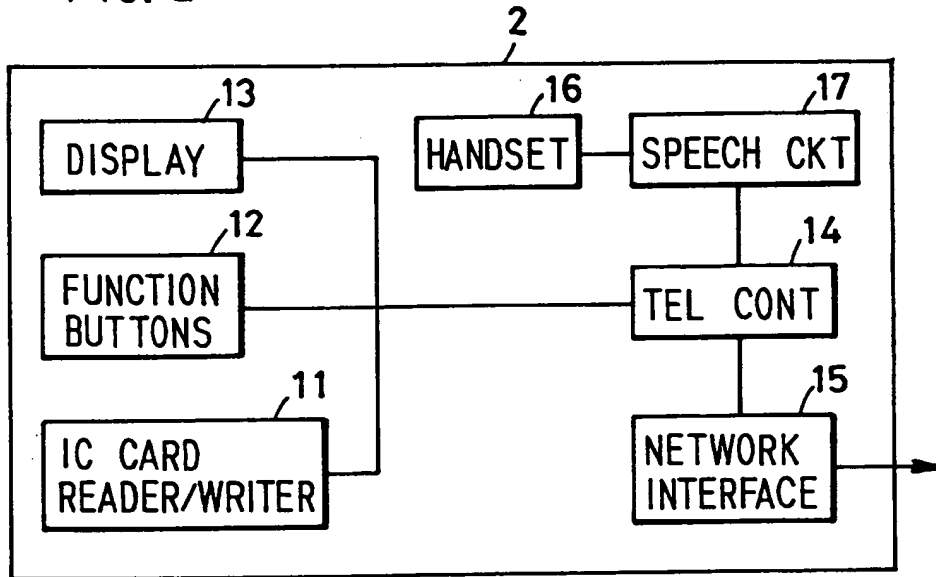 2
13
DISPLAY
16
HANDSET
17
SPEECH CKT
12
FUNCTION
BUTTONS
14
TEL CONT
11
IC CARD
READER/WRITER
15
NETWORK
INTERFACE